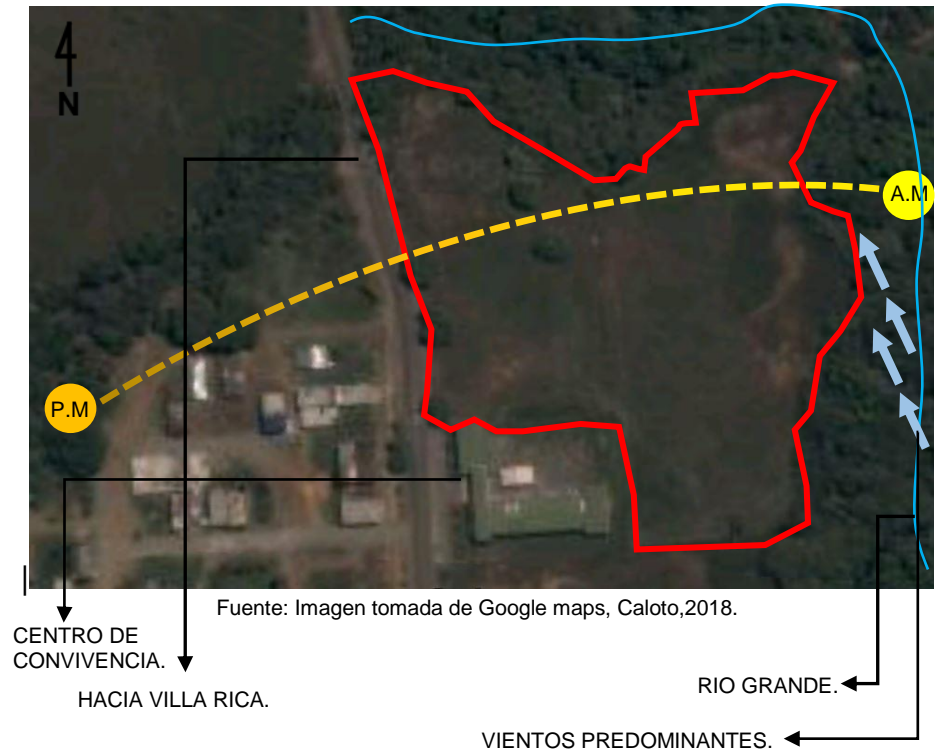 N
A.M
P.M
Fuente: Imagen tomada de Google maps, Caloto,2018.
CENTRO DE
CONVIVENCIA.
HACIA VILLA RICA.
RIO GRANDE.
VIENTOS PREDOMINANTES.